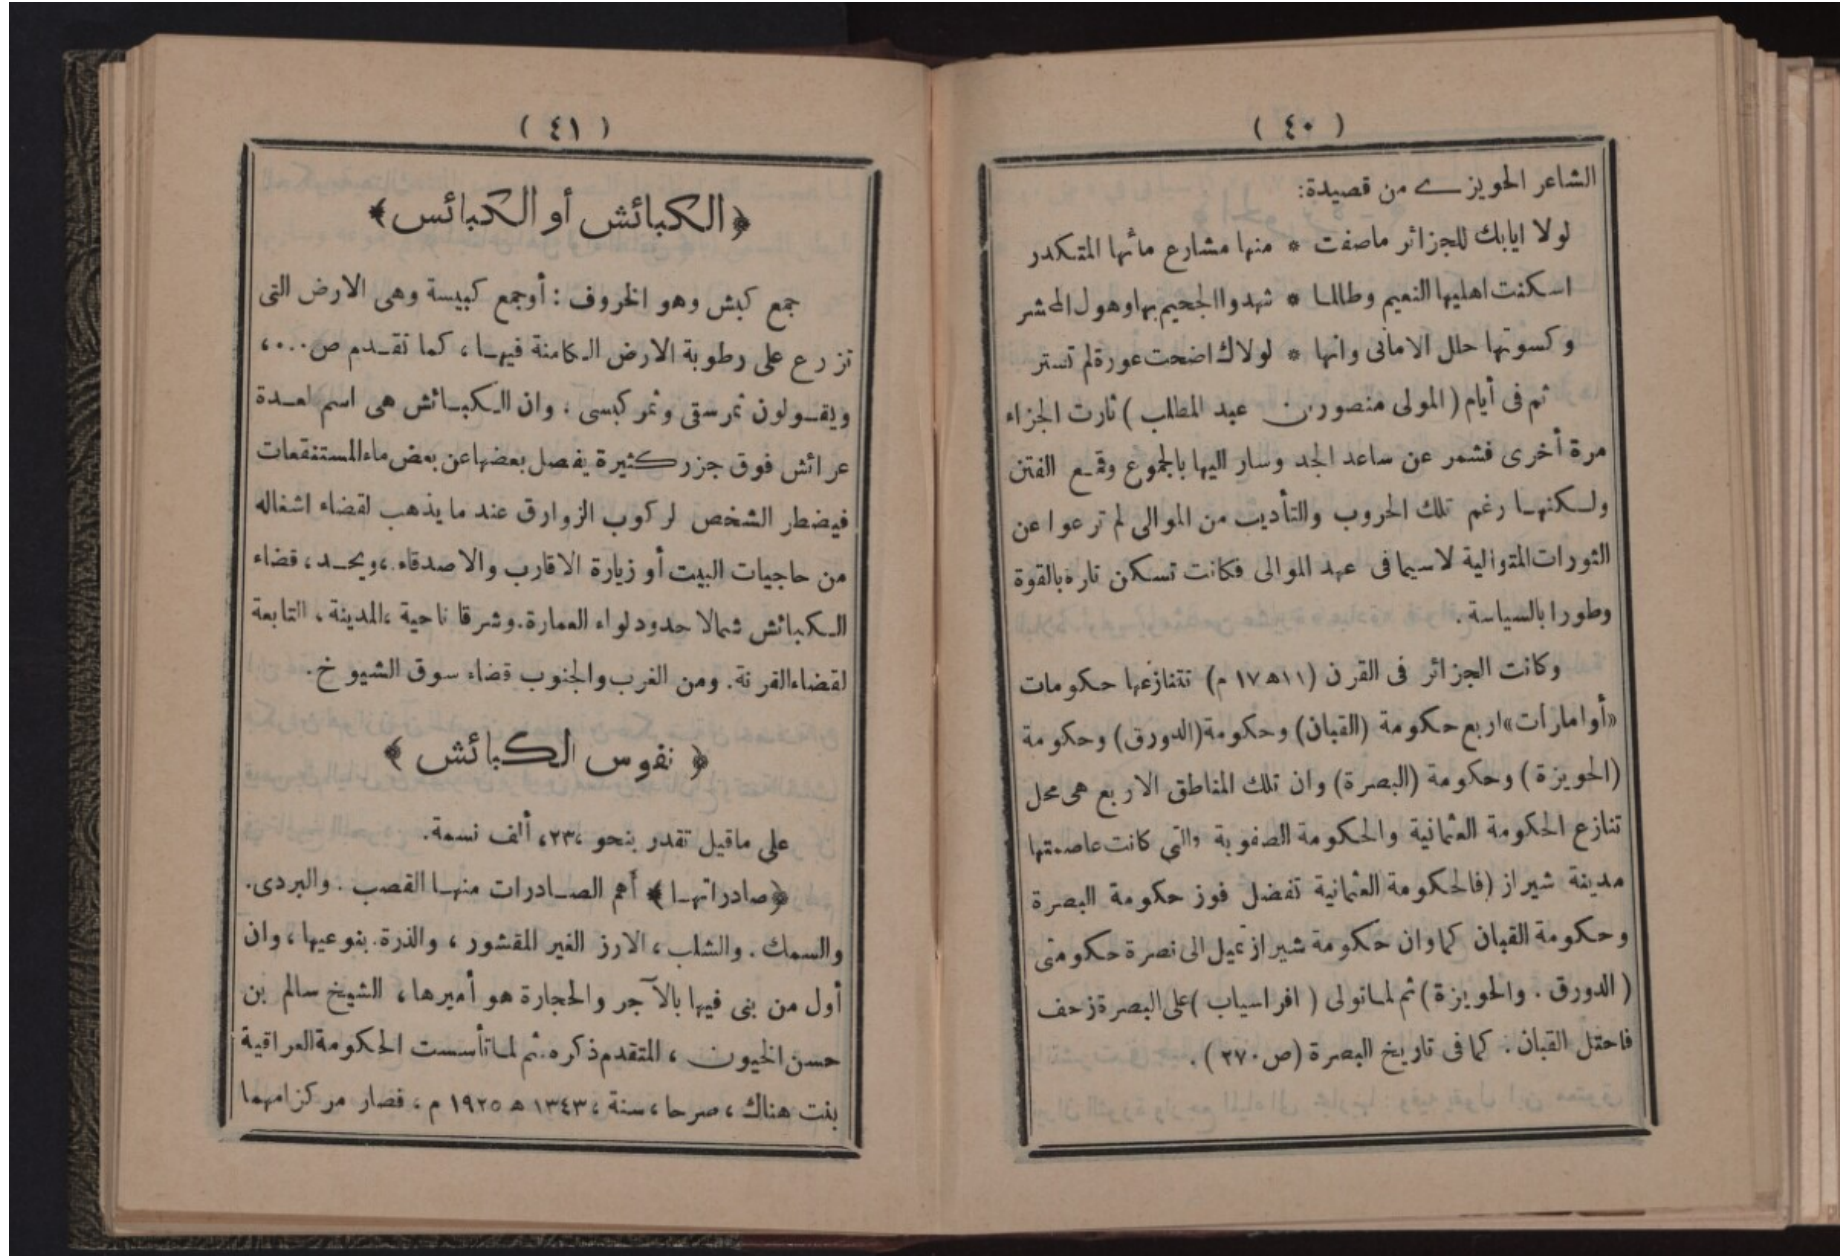 ( ٤٠ )
الشاعر الحويزي من قصيدة:
لولا ايابك للجزائر ماصفت * منها مشارع مائها المتكدر
اسكنت اهليها النعيم وطالما * شهدوا الجحيم بها وهول المحشر
وكسوتها حلل الامانى وانها * لولاك اضحت عورة لم تستر
ثم فى أيام (المولى منصور بن عبد المطلب) ثارت الجزاء
مرة أخرى فشمر عن ساعد الجد وسار اليها بالجموع وقمع الفتن
ولكنها رغم تلك الحروب والتأديب من الموالى لم ترعوا عن
الثورات المتوالية لاسيما فى عهد الموالى فكانت تسكن تارة بالقوة
وطورا بالسياسة .
وكانت الجزائر فى القرن (١١ھ ١٧ م) تتنازعها حكومات
«أوامارات» اربع حكومة (القبان) وحكومة (الدورق) وحكومة
(الحويزة) وحكومة (البصرة) وان تلك المناطق الاربع هى محل
تنازع الحكومة العثمانية والحكومة الصفوية والتي كانت عاصمتها
مدينة شيراز (فالحكومة العثمانية تفضل فوز حكومة البصرة
وحكومة القبان كماوان حكومة شيراز تميل الى نصرة حكومتى
(الدورق . والحويزة) ثم لما تولى (افراسياب) على البصرة زحف
فاحتل القبان . كما فى تاريخ البصرة (ص ٢٧٠) .
( ٤١ )
﴿الكبائش أو الكبائس﴾
جمع كبش وهو الخروف : أوجمع كبيسة وهى الارض التى
تزرع على رطوبة الارض الكامنة فيها ، كما تقدم ص ٠٠٠ ،
ويقولون تمرسقى وتمر كبسى ، وان الكبائش هى اسم لعدة
عرائش فوق جزر كثيرة يفصل بعضها عن بعض ماء المستنقعات
فيضطر الشخص لركوب الزوارق عند ما يذهب لقضاء اشغاله
من حاجيات البيت أو زيارة الاقارب والاصدقاء ،ويحد ، قضاء
الكبائش شمالا حدود لواء العمارة . وشرقا ناحية ،المدينة ، التابعة
لقضاء القرنة . ومن الغرب والجنوب قضاء سوق الشيوخ .
﴿ نفوس الكبائش ﴾
على ماقيل تقدر بنحو ،٢٣، ألف نسمة .
﴿صادراتها﴾ أهم الصادرات منها القصب . والبردى .
والسمك . والشلب ، الارز الغير المقشور ، والذرة . بنوعيها ، وان
أول من بنى فيها بالآجر والحجارة هو أميرها ، الشيخ سالم بن
حسن الخيون ، المتقدم ذكره . ثم لما تأسست الحكومة العراقية
بنت هناك ، صرحا ، سنة ، ١٣٤٣ ھ ١٩٢٥ م ، فصار مركزامهما